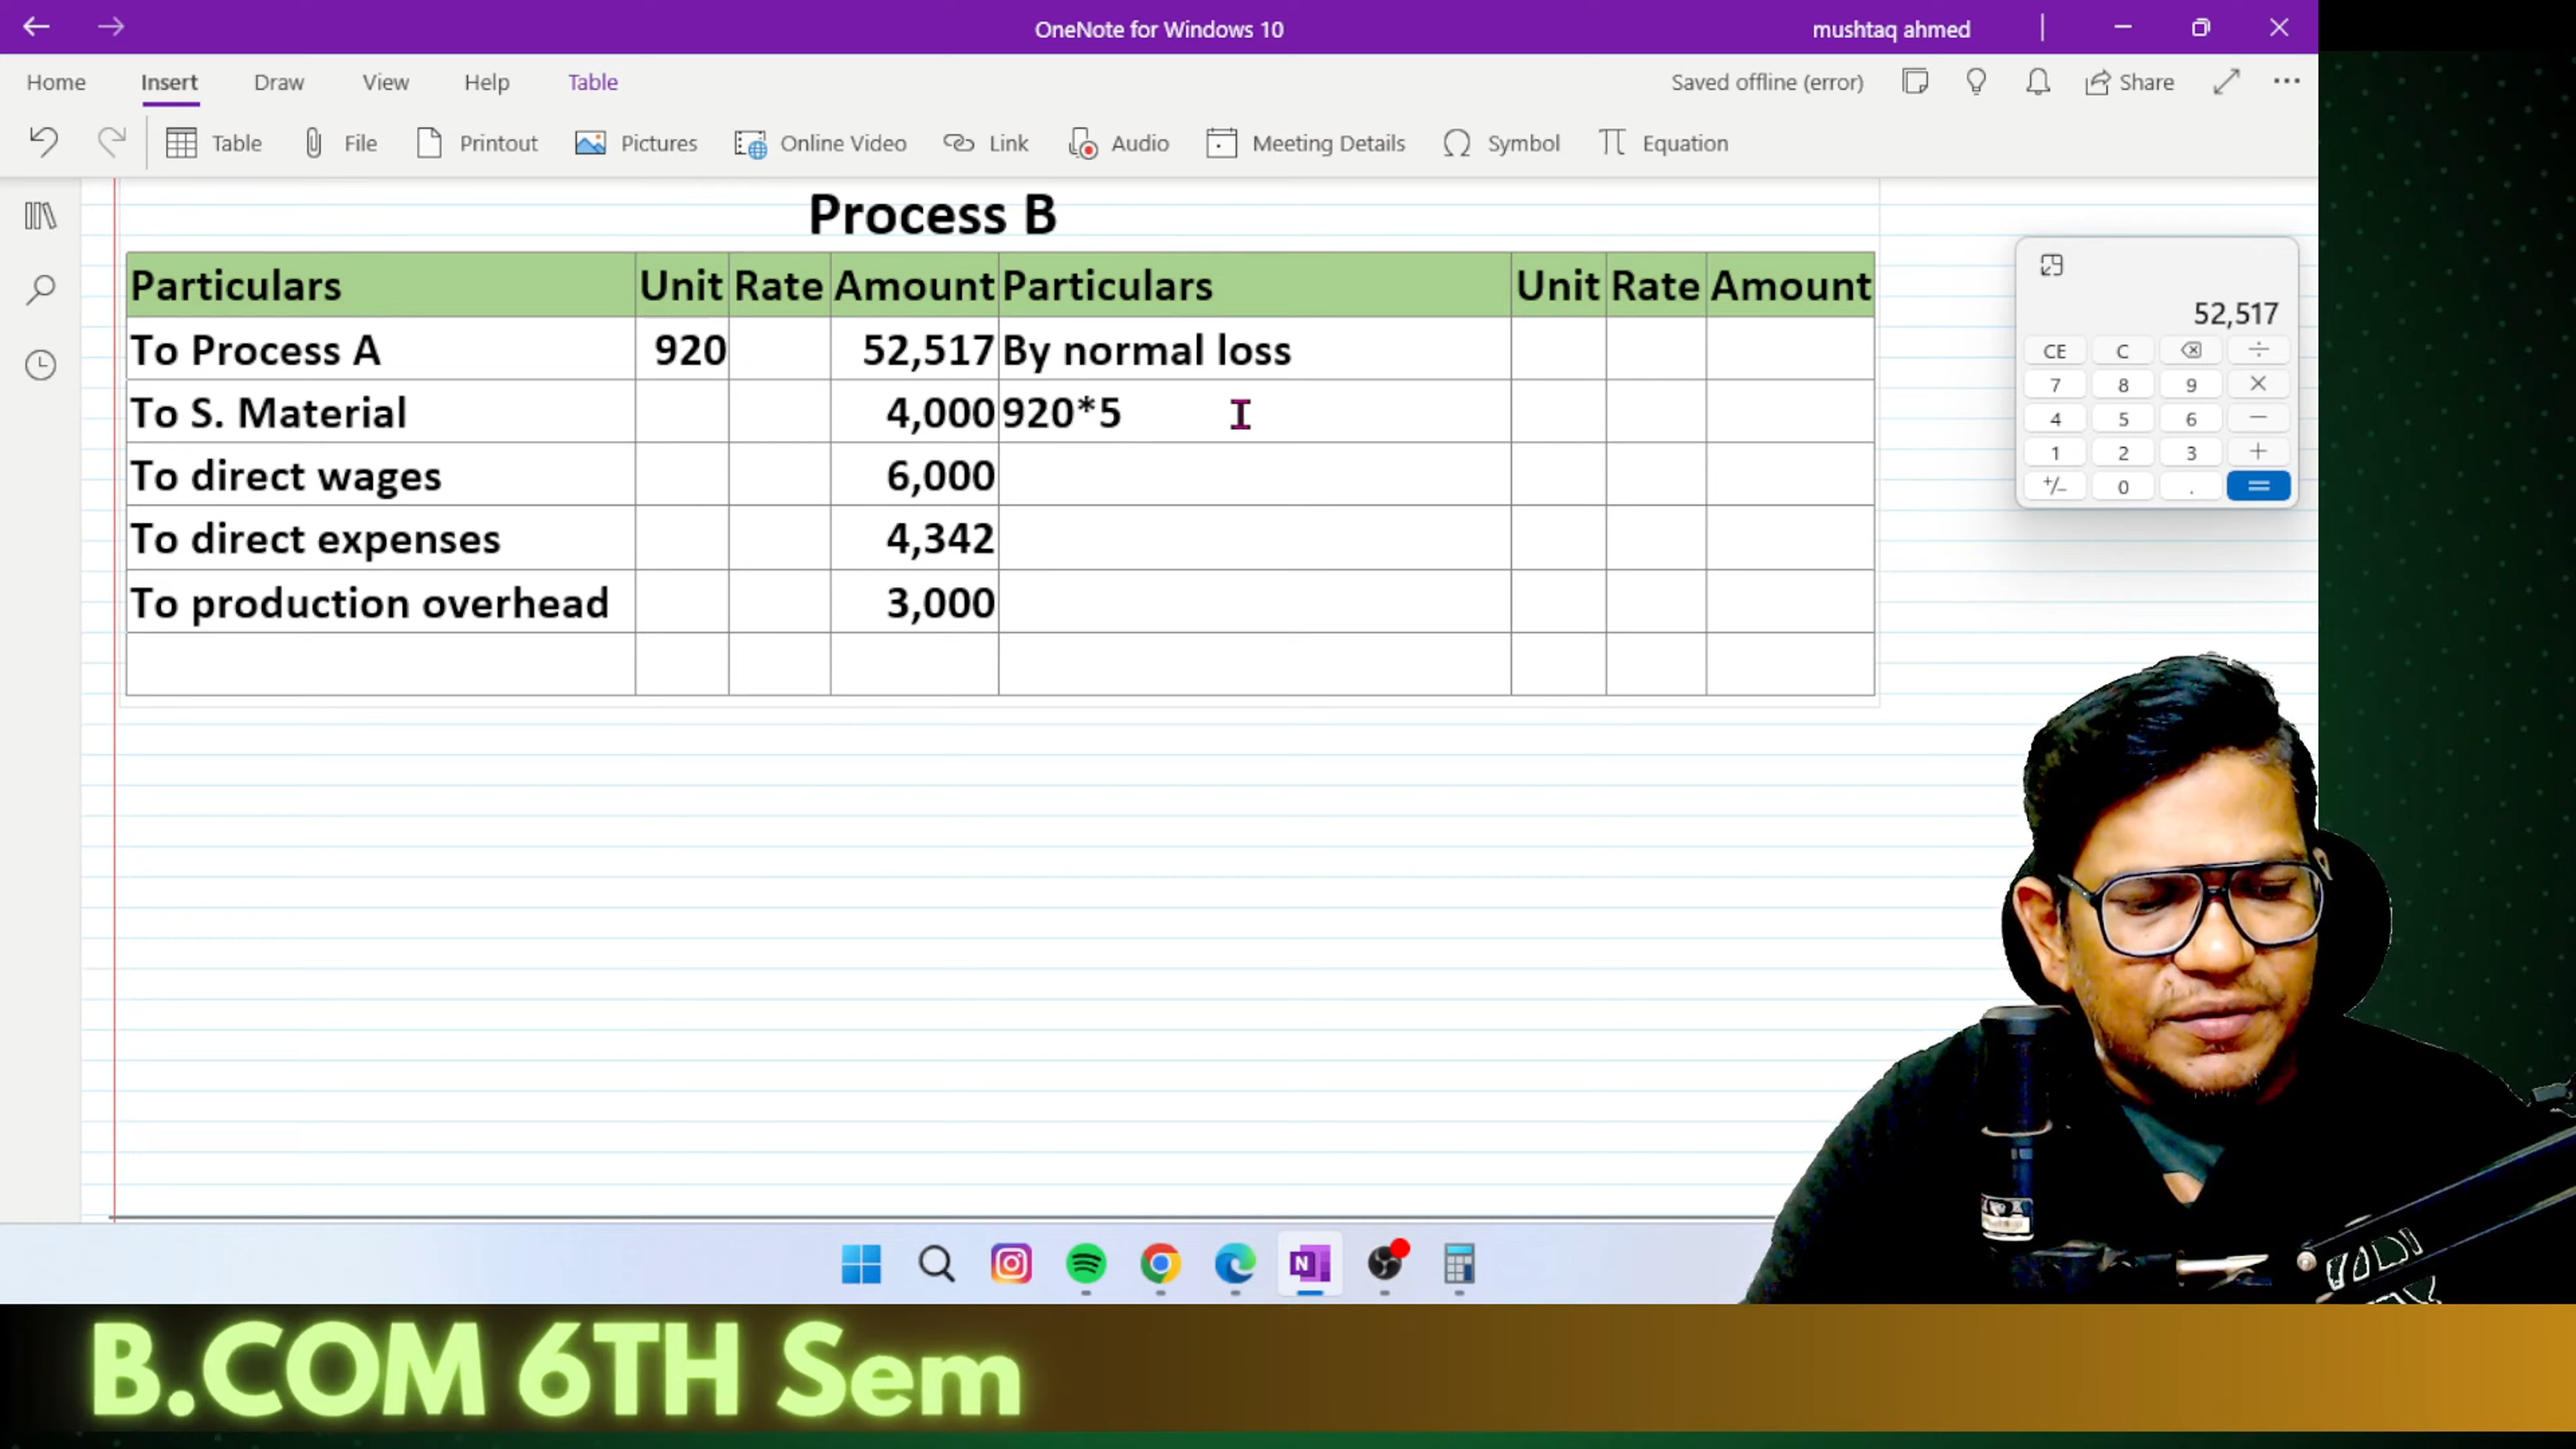 OneNote for Windows 10
mushtaq ahmed
Home Insert Draw View Help Table
Saved offline (error) Share
Table File Printout Pictures Online Video Link Audio Meeting Details Symbol Equation
Process B
Particulars Unit Rate Amount Particulars Unit Rate Amount
To Process A 920 52,517 By normal loss
To S. Material 4,000 920*5
To direct wages 6,000
To direct expenses 4,342
To production overhead 3,000
52,517
CE C ÷
7 8 9 ×
4 5 6 −
1 2 3 +
+/− 0 . =
B.COM 6TH Sem